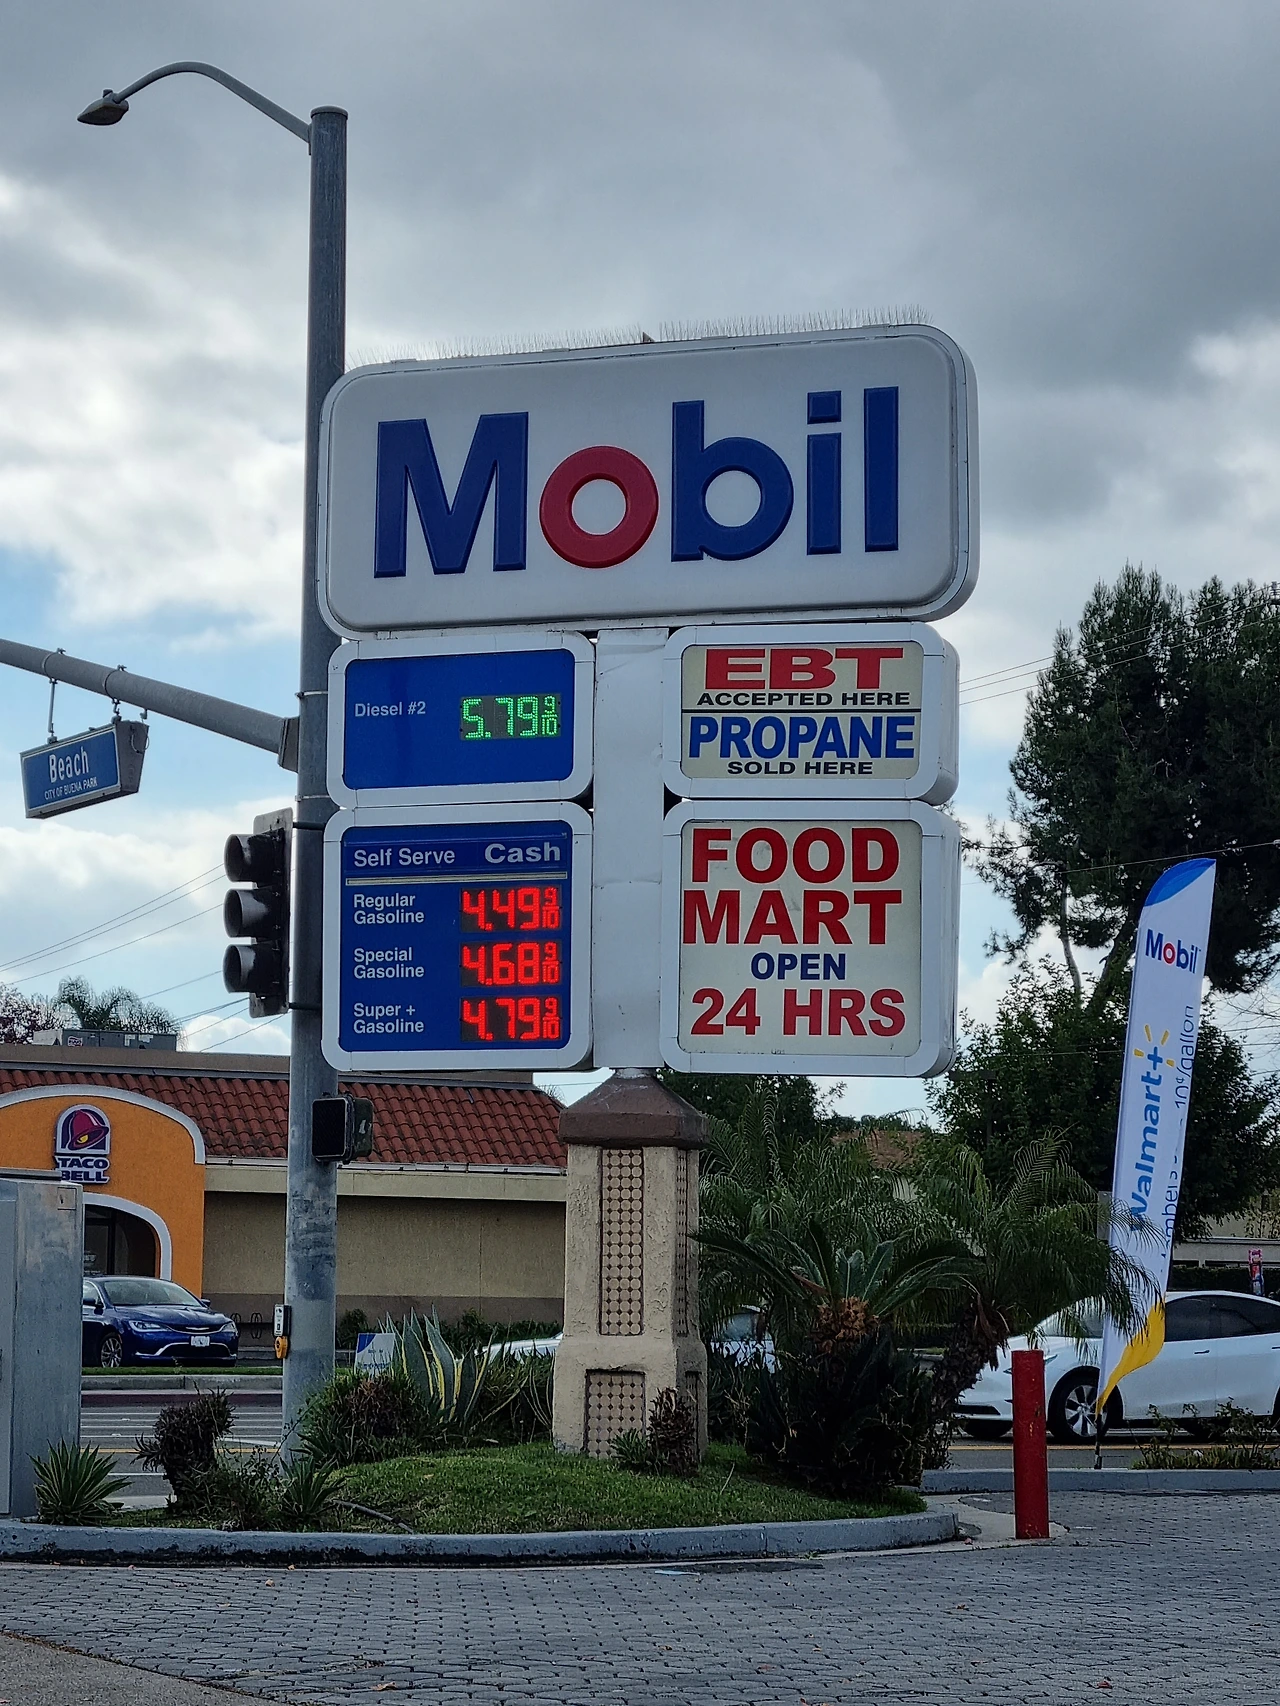 Mobil
Diesel #2 5.79 9/10
EBT
ACCEPTED HERE
PROPANE
SOLD HERE
Beach
CITY OF BUENA PARK
Self Serve Cash
Regular
Gasoline 4.49 9/10
Special
Gasoline 4.68 9/10
Super +
Gasoline 4.79 9/10
FOOD
MART
OPEN
24 HRS
Mobil
Walmart+
10¢/gallon
TACO
BELL